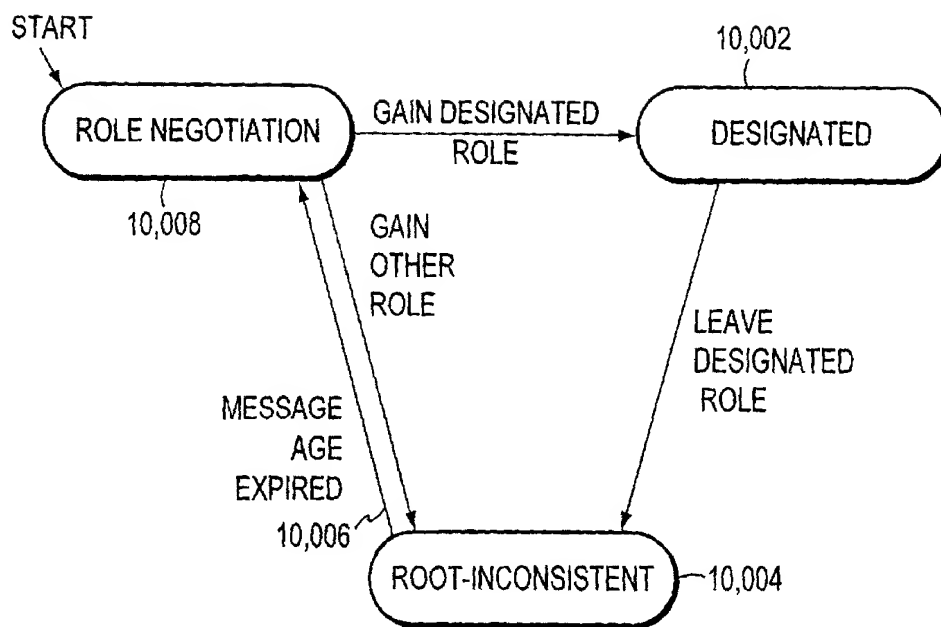 START
10,002
ROLE NEGOTIATION
GAIN DESIGNATED
ROLE
DESIGNATED
10,008
GAIN
OTHER
ROLE
LEAVE
DESIGNATED
ROLE
MESSAGE
AGE
EXPIRED
10,006
ROOT-INCONSISTENT
10,004